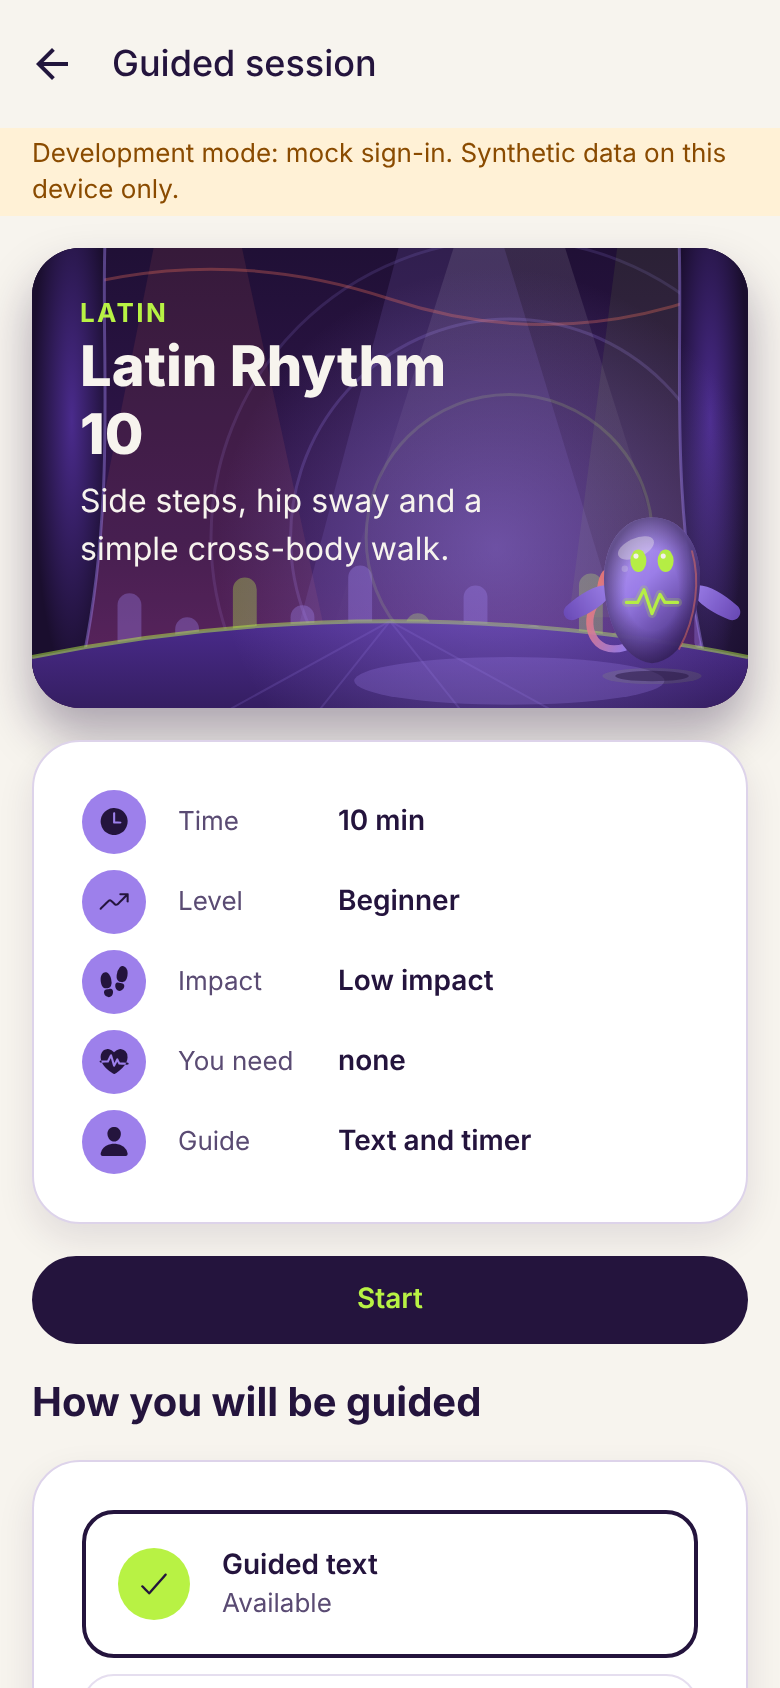 Guided session
Development mode: mock sign-in. Synthetic data on this
device only.
LATIN
Latin Rhythm
10
Side steps, hip sway and a
simple cross-body walk.
Time 10 min
Level Beginner
Impact Low impact
You need none
Guide Text and timer
Start
How you will be guided
Guided text
Available